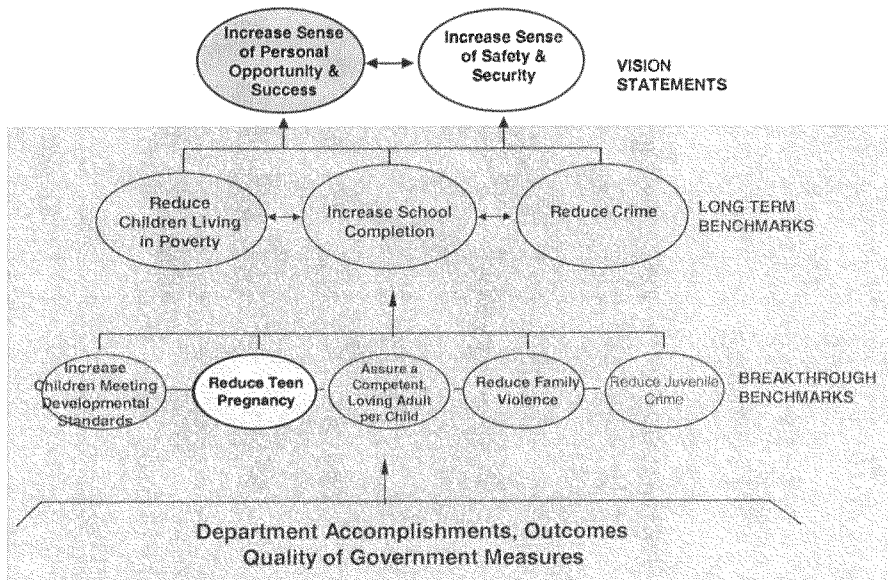 Increase Sense
of Personal
Opportunity &
Success
Increase Sense
of Safety &
Security
VISION
STATEMENTS
Reduce
Children Living
in Poverty
Increase School
Completion
Reduce Crime
LONG TERM
BENCHMARKS
Increase
Children Meeting
Developmental
Standards
Reduce Teen
Pregnancy
Assure a
Competent,
Loving Adult
per Child
Reduce Family
Violence
Reduce Juvenile
Crime
BREAKTHROUGH
BENCHMARKS
Department Accomplishments, Outcomes
Quality of Government Measures